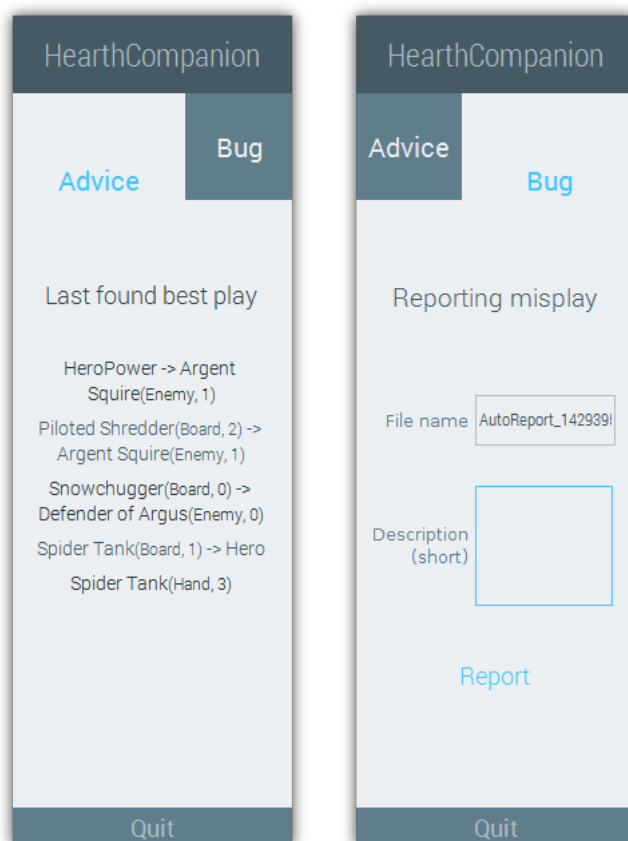 HearthCompanion
Advice
Bug
Last found best play
HeroPower -> Argent
Squire(Enemy, 1)
Piloted Shredder(Board, 2) ->
Argent Squire(Enemy, 1)
Snowchugger(Board, 0) ->
Defender of Argus(Enemy, 0)
Spider Tank(Board, 1) -> Hero
Spider Tank(Hand, 3)
Quit
HearthCompanion
Advice
Bug
Reporting misplay
File name
AutoReport_142939
Description
(short)
Report
Quit